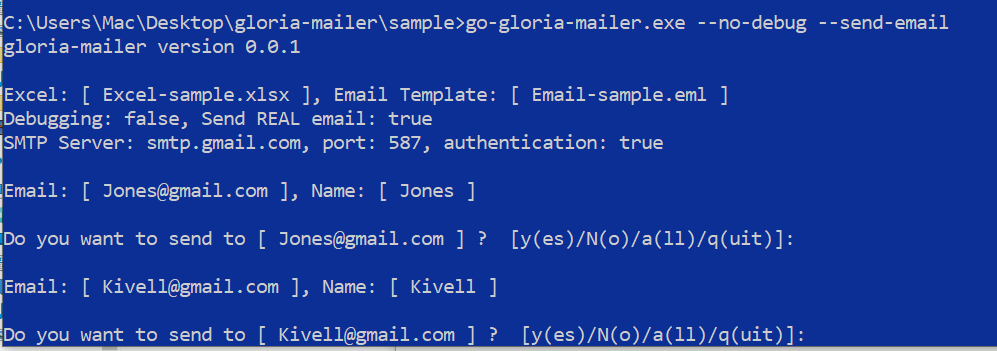 C:\Users\Mac\Desktop\gloria-mailer\sample>go-gloria-mailer.exe --no-debug --send-email
gloria-mailer version 0.0.1
Excel: [ Excel-sample.xlsx ], Email Template: [ Email-sample.eml ]
Debugging: false, Send REAL email: true
SMTP Server: smtp.gmail.com, port: 587, authentication: true
Email: [ Jones@gmail.com ], Name: [ Jones ]
Do you want to send to [ Jones@gmail.com ] ?  [y(es)/N(o)/a(ll)/q(uit)]:
Email: [ Kivell@gmail.com ], Name: [ Kivell ]
Do you want to send to [ Kivell@gmail.com ] ?  [y(es)/N(o)/a(ll)/q(uit)]: